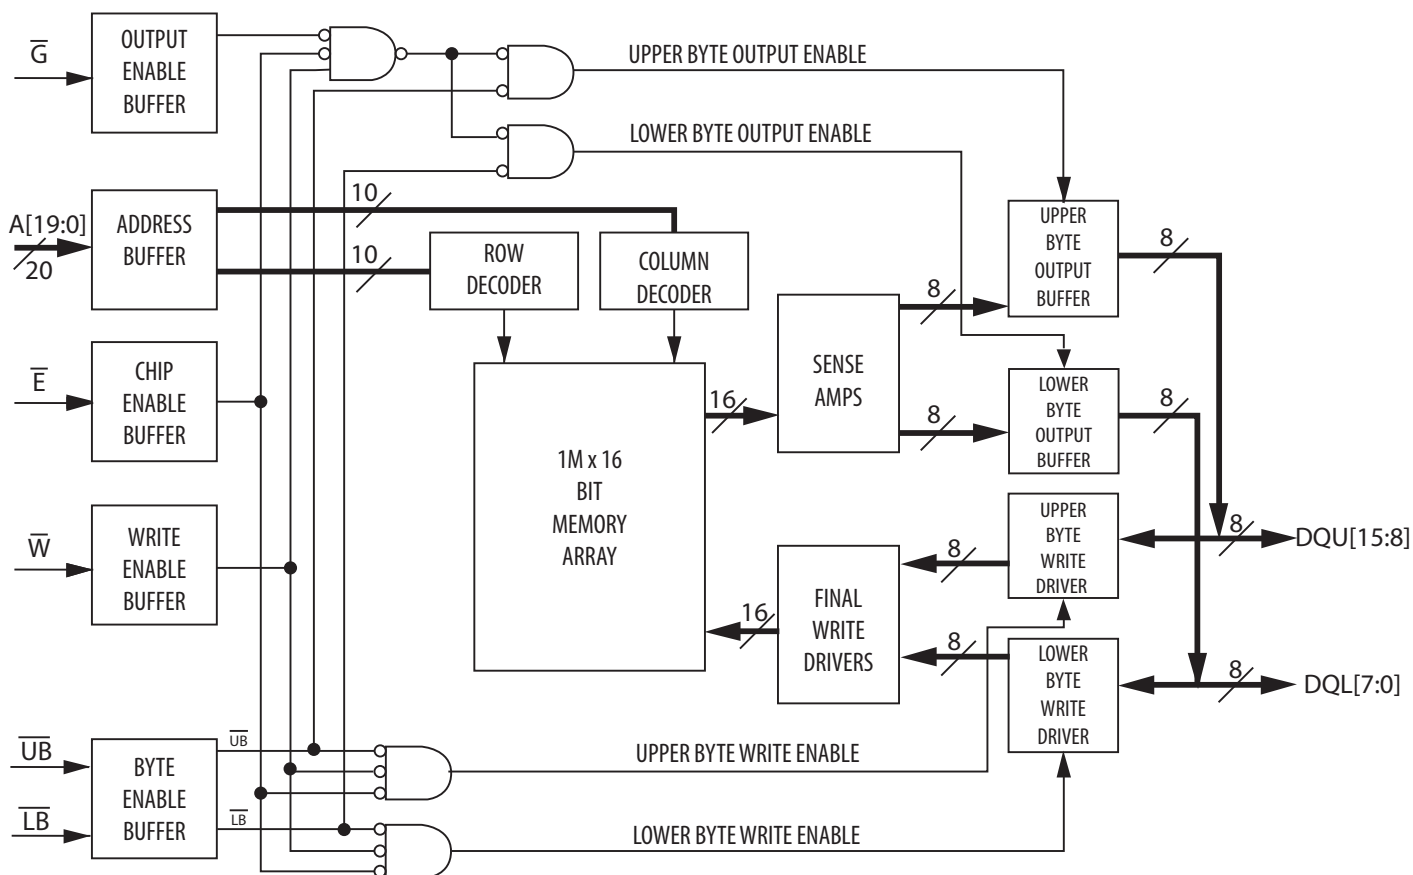 G̅
OUTPUT
ENABLE
BUFFER
UPPER BYTE OUTPUT ENABLE
LOWER BYTE OUTPUT ENABLE
A[19:0]
20
ADDRESS
BUFFER
10
10
ROW
DECODER
COLUMN
DECODER
UPPER
BYTE
OUTPUT
BUFFER
8
E̅
CHIP
ENABLE
BUFFER
1M x 16
BIT
MEMORY
ARRAY
16
SENSE
AMPS
8
8
LOWER
BYTE
OUTPUT
BUFFER
8
W̅
WRITE
ENABLE
BUFFER
16
FINAL
WRITE
DRIVERS
8
8
UPPER
BYTE
WRITE
DRIVER
8
DQU[15:8]
LOWER
BYTE
WRITE
DRIVER
8
DQL[7:0]
U̅B̅
L̅B̅
BYTE
ENABLE
BUFFER
U̅B̅
L̅B̅
UPPER BYTE WRITE ENABLE
LOWER BYTE WRITE ENABLE